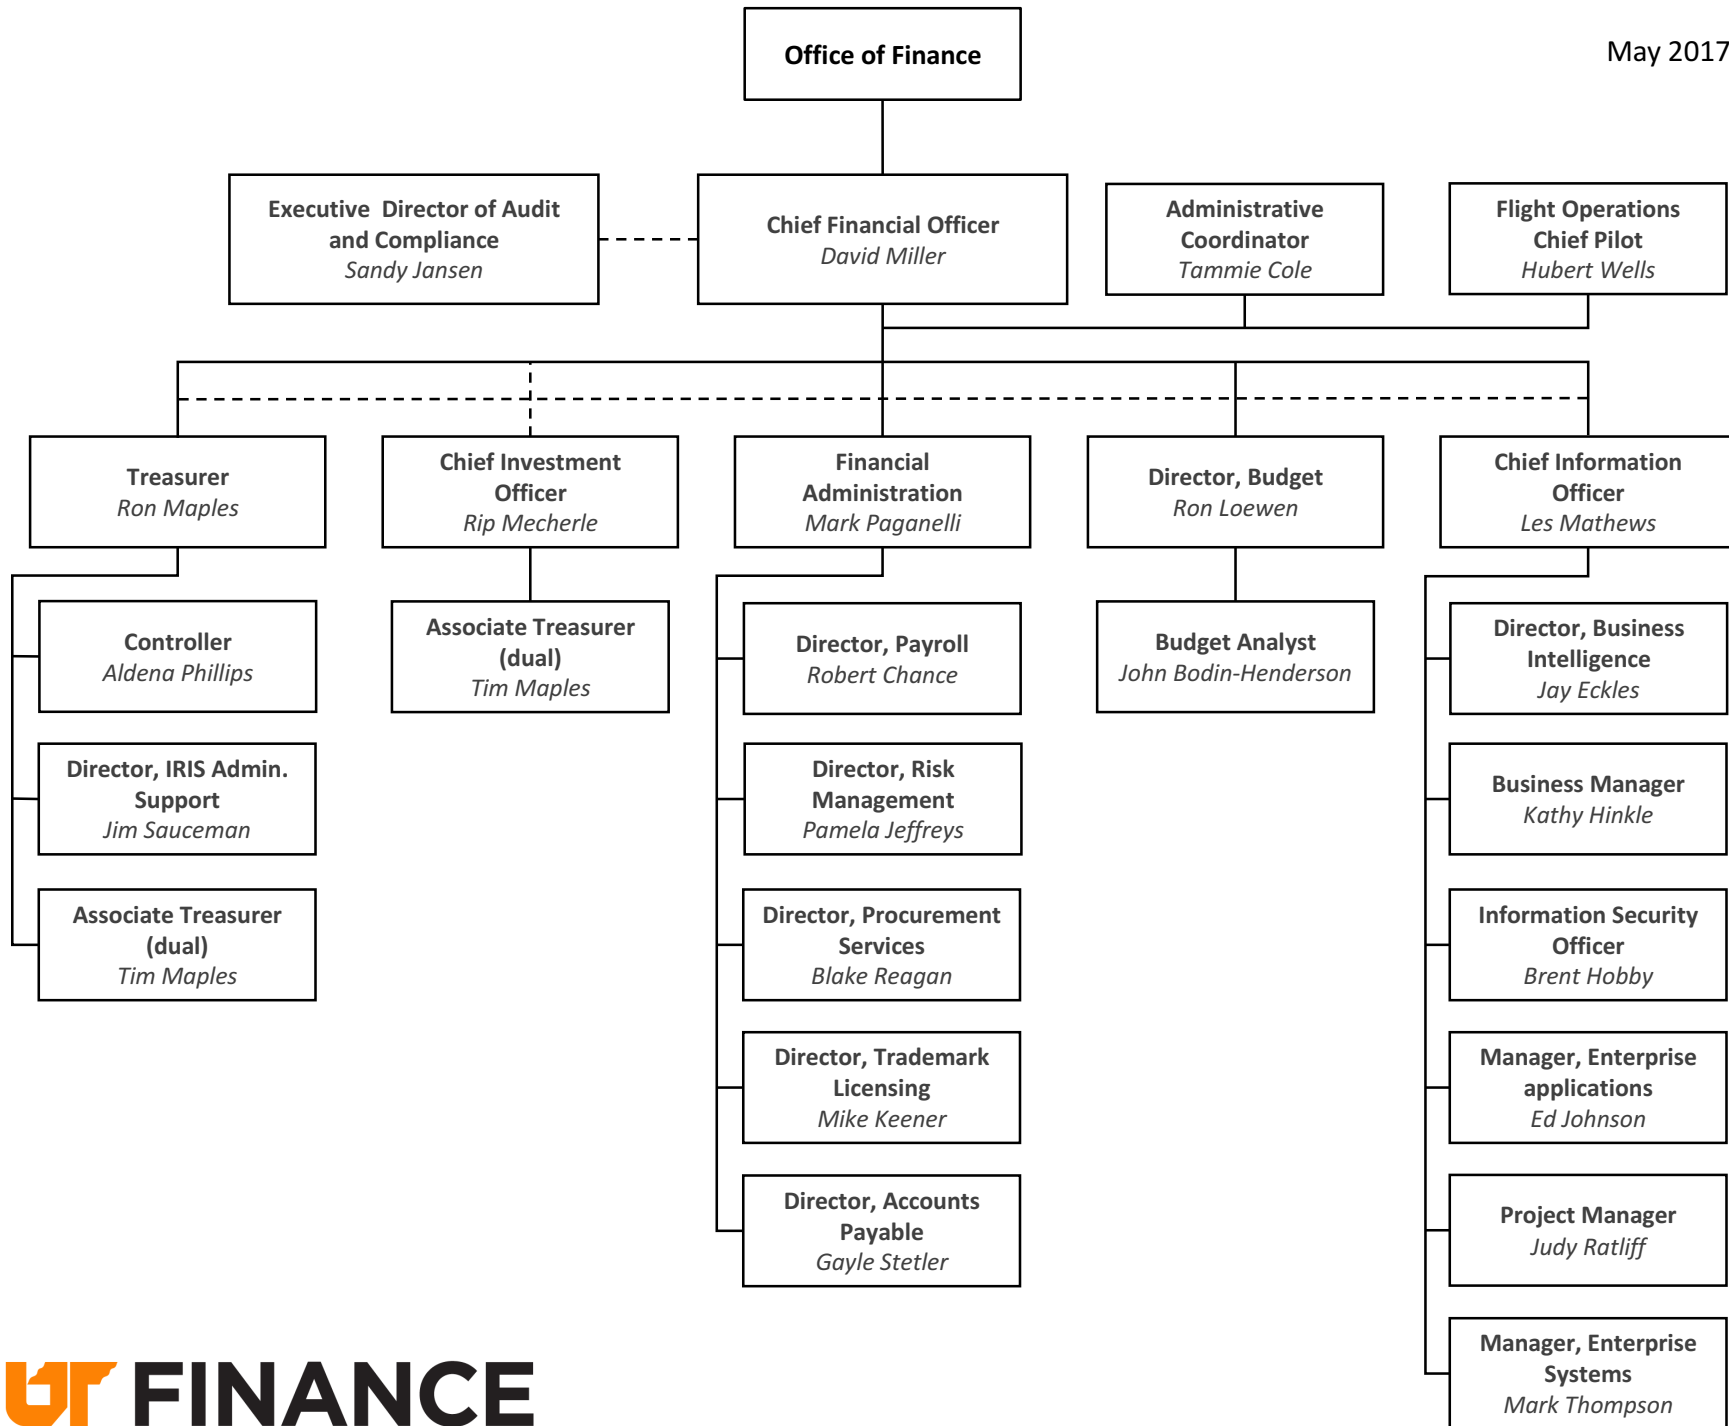 Office of Finance
May 2017
Executive Director of Audit
and Compliance
Sandy Jansen
Chief Financial Officer
David Miller
Administrative
Coordinator
Tammie Cole
Flight Operations
Chief Pilot
Hubert Wells
Treasurer
Ron Maples
Chief Investment
Officer
Rip Mecherle
Financial
Administration
Mark Paganelli
Director, Budget
Ron Loewen
Chief Information
Officer
Les Mathews
Controller
Aldena Phillips
Director, IRIS Admin.
Support
Jim Sauceman
Associate Treasurer
(dual)
Tim Maples
Associate Treasurer
(dual)
Tim Maples
Director, Payroll
Robert Chance
Director, Risk
Management
Pamela Jeffreys
Director, Procurement
Services
Blake Reagan
Director, Trademark
Licensing
Mike Keener
Director, Accounts
Payable
Gayle Stetler
Budget Analyst
John Bodin-Henderson
Director, Business
Intelligence
Jay Eckles
Business Manager
Kathy Hinkle
Information Security
Officer
Brent Hobby
Manager, Enterprise
applications
Ed Johnson
Project Manager
Judy Ratliff
Manager, Enterprise
Systems
Mark Thompson
UT FINANCE